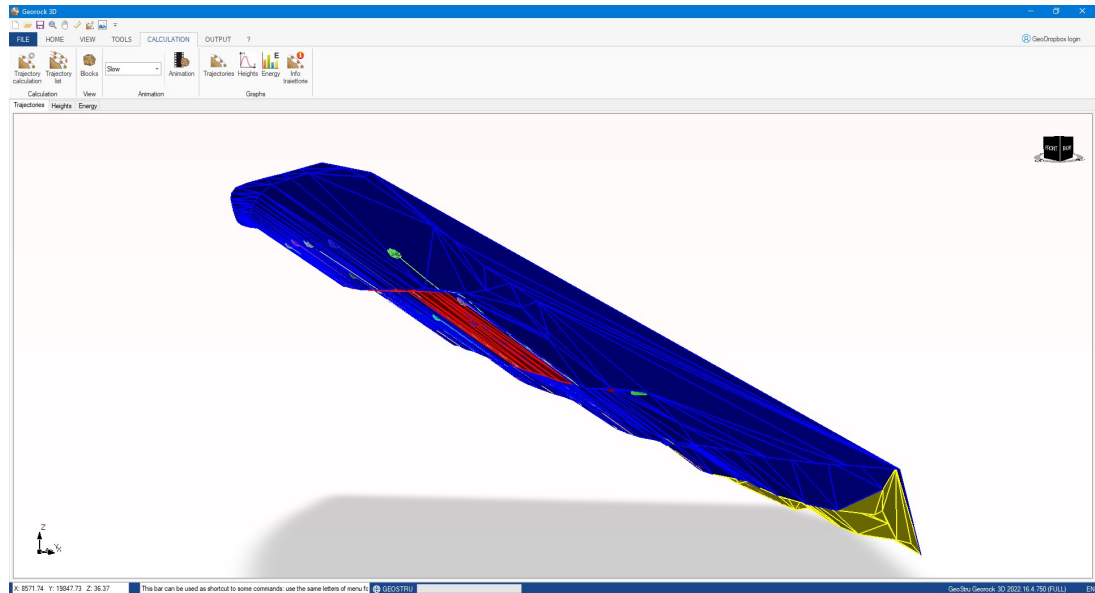 Georock 3D
FILE HOME VIEW TOOLS CALCULATION OUTPUT ? GeoDropbox login
Trajectory calculation Trajectory list Blocks Slow Animation Trajectories Heights Energy Info traiettorie
Calculation View Animation Graphs
Trajectories Heights Energy
FRONT
Z
Y X
X: 8571.74 Y: 19847.73 Z: 36.37 This bar can be used as shortcut to some commands: use the same letters of menu fo GEOSTRU GeoStru Georock 3D 2022.16.4.750 (FULL) EN